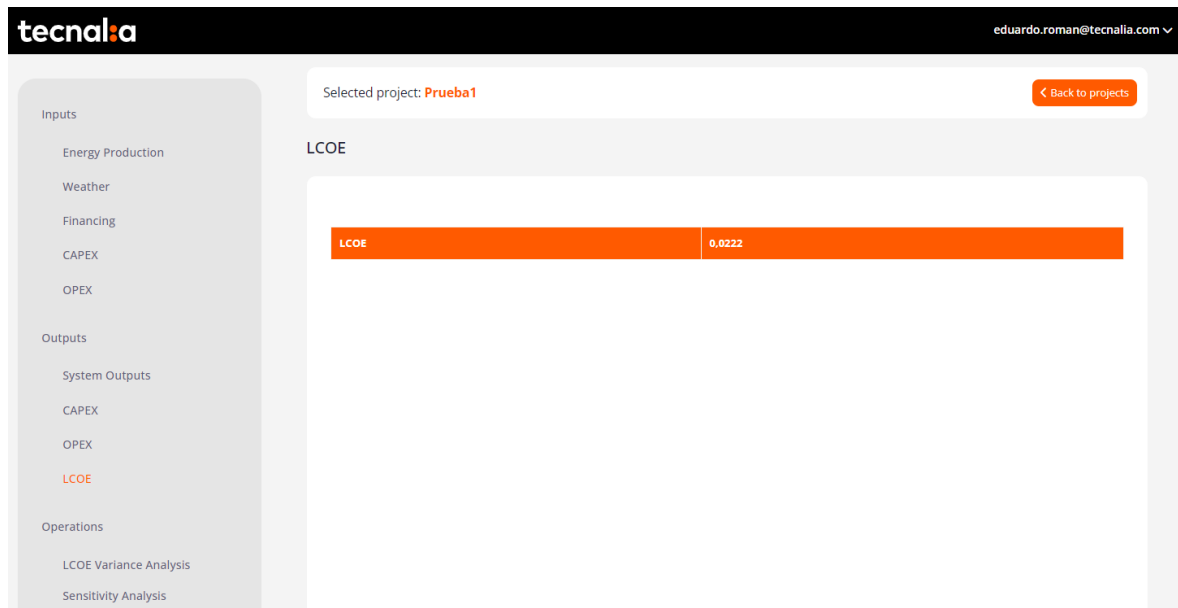 tecnal:a
eduardo.roman@tecnalia.com
Selected project: Prueba1
Back to projects
Inputs
Energy Production
Weather
Financing
CAPEX
OPEX
Outputs
System Outputs
CAPEX
OPEX
LCOE
Operations
LCOE Variance Analysis
Sensitivity Analysis
LCOE
LCOE 0,0222